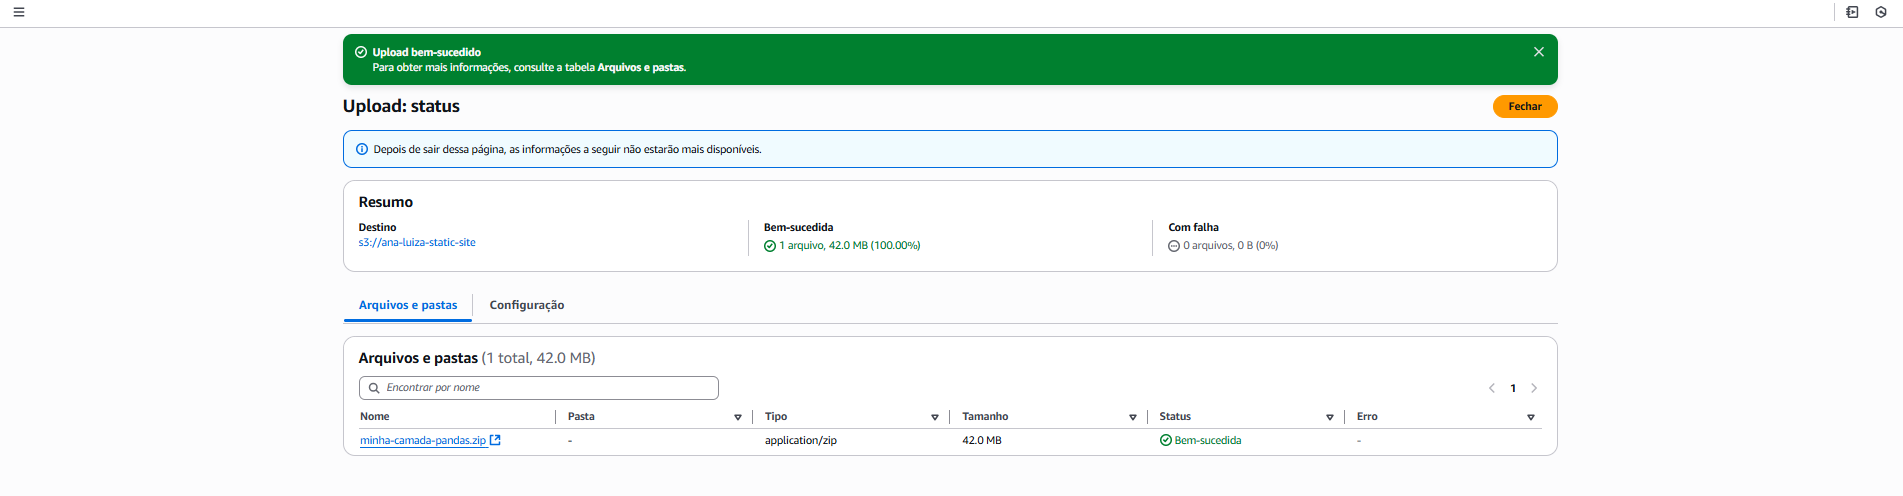 Upload bem-sucedido
Para obter mais informações, consulte a tabela Arquivos e pastas.
Upload: status
Fechar
Depois de sair dessa página, as informações a seguir não estarão mais disponíveis.
Resumo
Destino
s3://ana-luiza-static-site
Bem-sucedida
1 arquivo, 42.0 MB (100.00%)
Com falha
0 arquivos, 0 B (0%)
Arquivos e pastas
Configuração
Arquivos e pastas (1 total, 42.0 MB)
Encontrar por nome
1
Nome Pasta Tipo Tamanho Status Erro
minha-camada-pandas.zip - application/zip 42.0 MB Bem-sucedida -